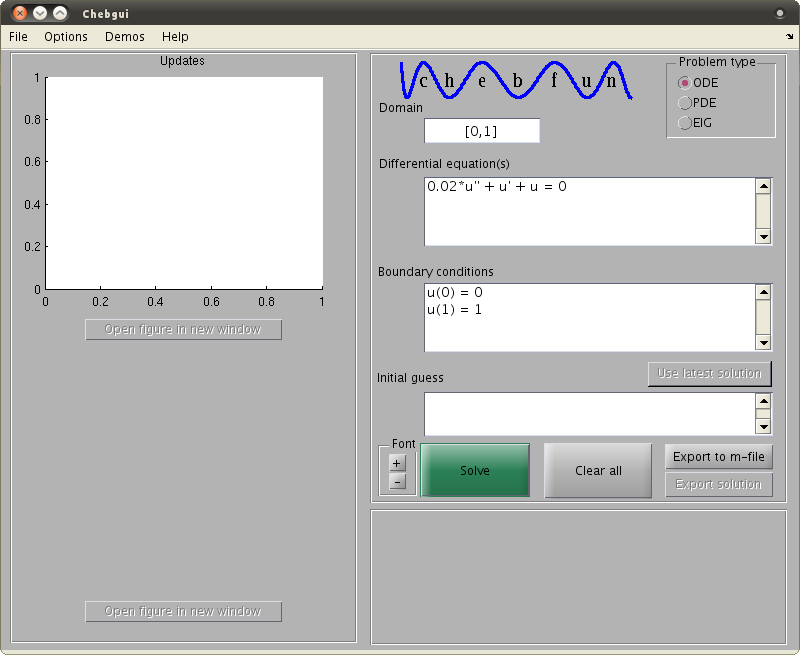 Chebgui
File Options Demos Help
Updates
1
0.8
0.6
0.4
0.2
0
0 0.2 0.4 0.6 0.8 1
Open figure in new window
Open figure in new window
chebfun
Problem type
ODE
PDE
EIG
Domain
[0,1]
Differential equation(s)
0.02*u'' + u' + u = 0
Boundary conditions
u(0) = 0
u(1) = 1
Use latest solution
Initial guess
Font
+
-
Solve
Clear all
Export to m-file
Export solution